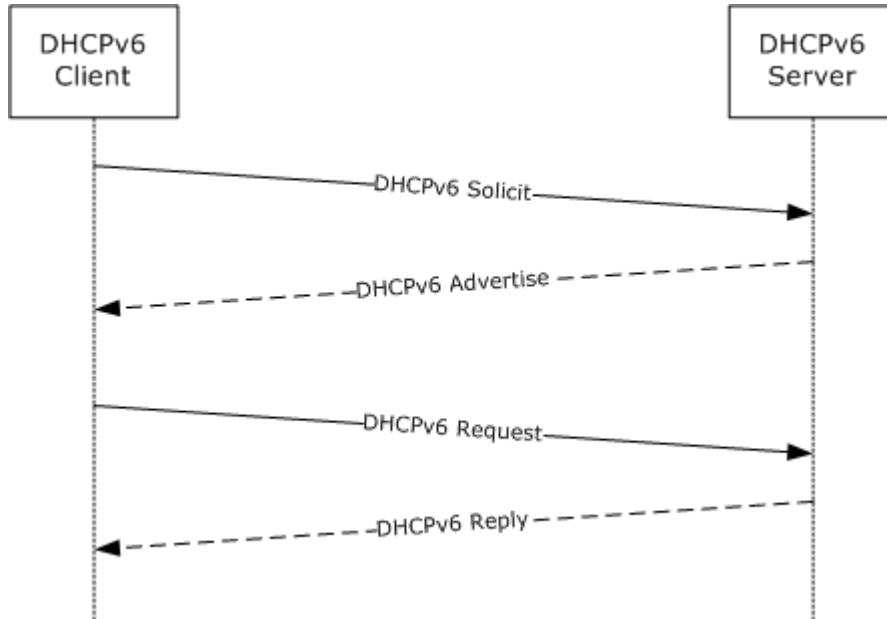 DHCPv6
Client
DHCPv6
Server
DHCPv6 Solicit
DHCPv6 Advertise
DHCPv6 Request
DHCPv6 Reply